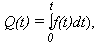 Q(t) = ∫₀ᵗ f(t)dt),